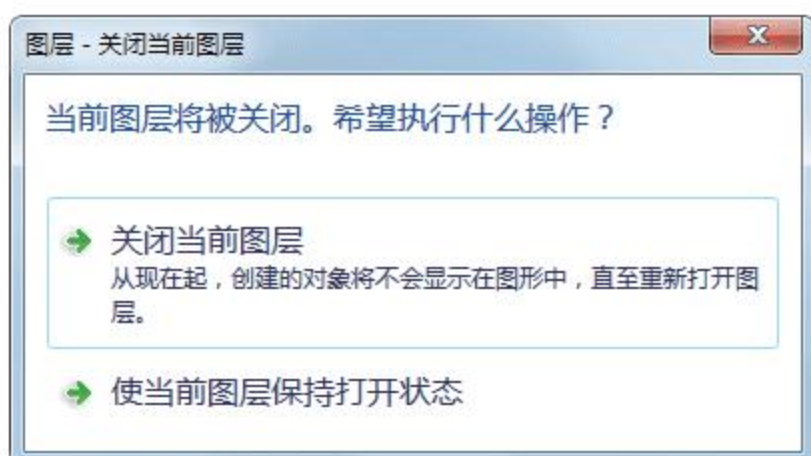 图层 - 关闭当前图层
当前图层将被关闭。希望执行什么操作？
关闭当前图层
从现在起，创建的对象将不会显示在图形中，直至重新打开图
层。
使当前图层保持打开状态